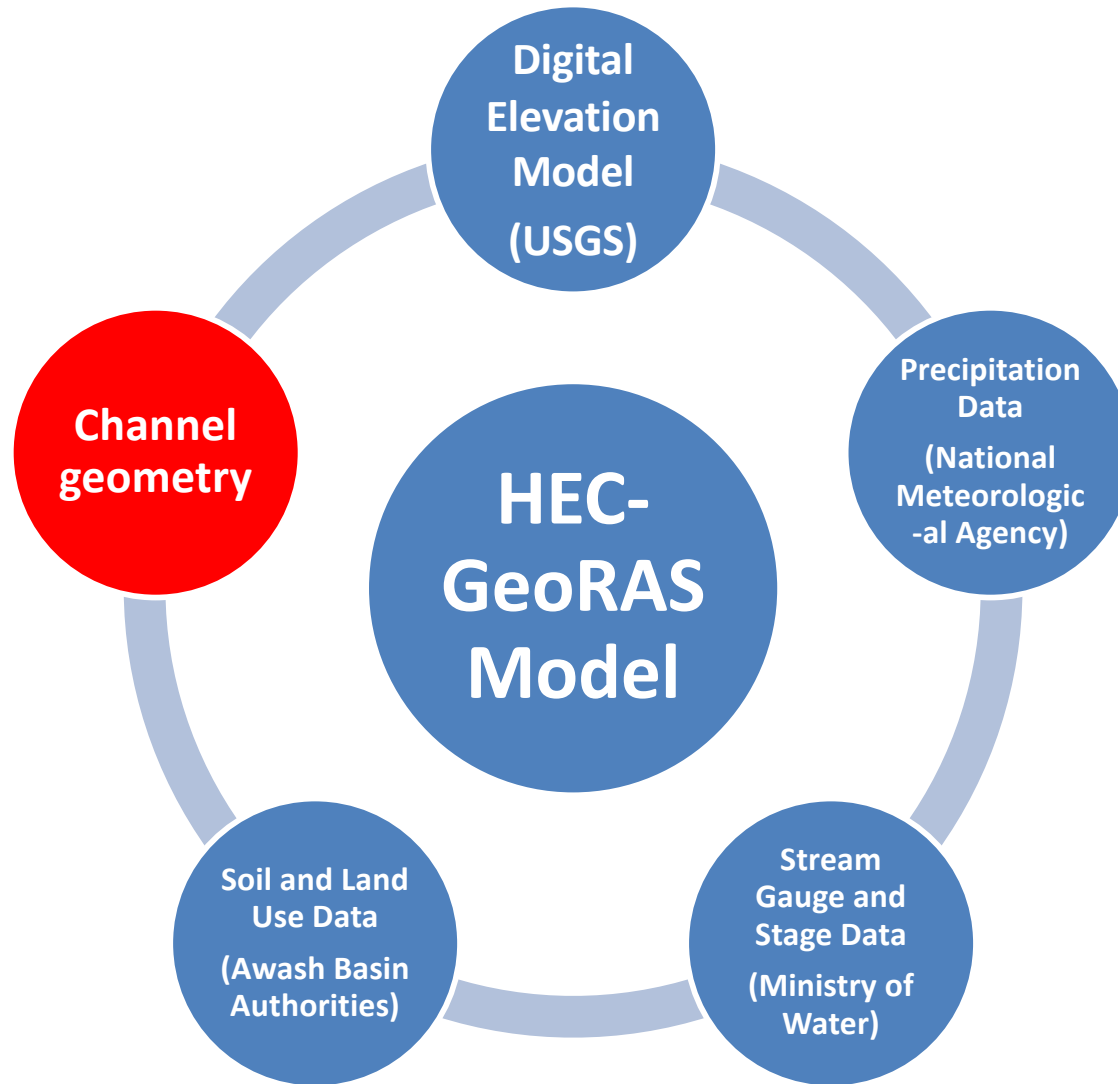 Digital
Elevation
Model
(USGS)
Precipitation
Data
(National
Meteorologic
-al Agency)
Channel
geometry
HEC-
GeoRAS
Model
Stream
Gauge and
Stage Data
(Ministry of
Water)
Soil and Land
Use Data
(Awash Basin
Authorities)